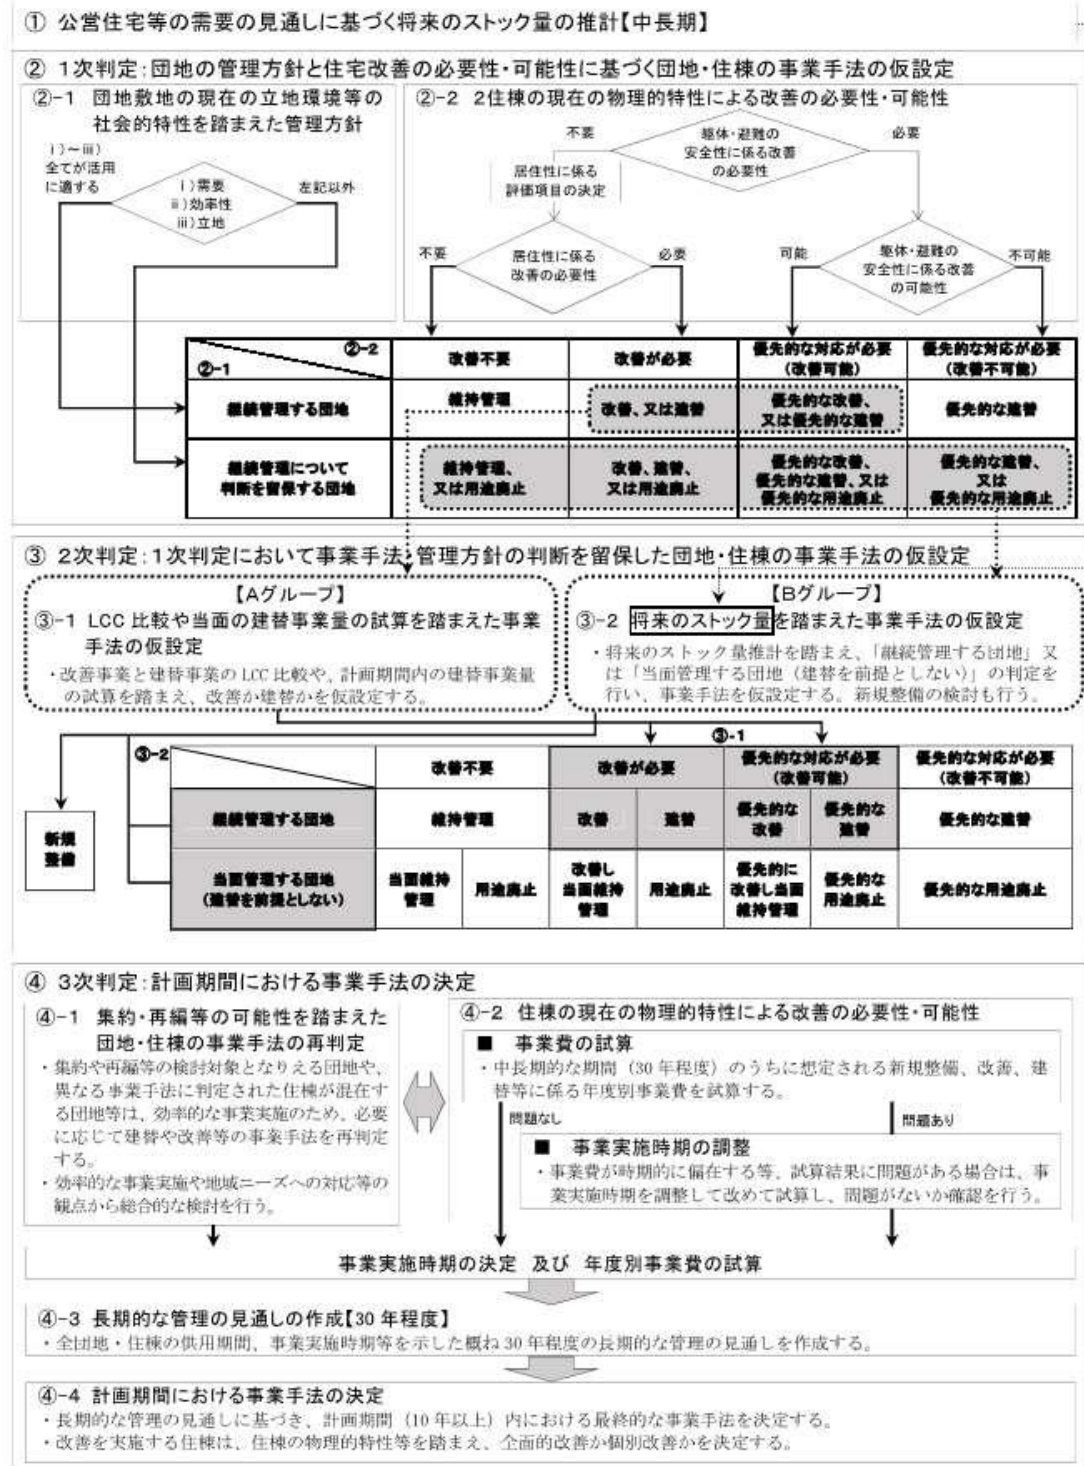 ① 公営住宅等の需要の見通しに基づく将来のストック量の推計【中長期】
② 1次判定:団地の管理方針と住宅改善の必要性・可能性に基づく団地・住棟の事業手法の仮設定
②-1 団地敷地の現在の立地環境等の
社会的特性を踏まえた管理方針
ⅰ)~ⅲ)
全てが活用
に適する
ⅰ)需要
ⅱ)効率性
ⅲ)立地
左記以外
②-2 2住棟の現在の物理的特性による改善の必要性・可能性
不要
躯体・避難の
安全性に係る改善
の必要性
必要
居住性に係る
評価項目の決定
不要
居住性に係る
改善の必要性
必要
可能
躯体・避難の
安全性に係る改善
の可能性
不可能
②-2
②-1
改善不要
改善が必要
優先的な対応が必要
(改善可能)
優先的な対応が必要
(改善不可能)
継続管理する団地
維持管理
改善、又は建替
優先的な改善、
又は優先的な建替
優先的な建替
継続管理について
判断を留保する団地
維持管理、
又は用途廃止
改善、建替、
又は用途廃止
優先的な改善、
優先的な建替、又は
優先的な用途廃止
優先的な建替、
又は
優先的な用途廃止
③ 2次判定:1次判定において事業手法・管理方針の判断を留保した団地・住棟の事業手法の仮設定
【Aグループ】
③-1 LCC 比較や当面の建替事業量の試算を踏まえた事業
手法の仮設定
・改善事業と建替事業の LCC 比較や、計画期間内の建替事業量
の試算を踏まえ、改善か建替かを仮設定する。
【Bグループ】
③-2 将来のストック量を踏まえた事業手法の仮設定
・将来のストック量推計を踏まえ、「継続管理する団地」又
は「当面管理する団地(建替を前提としない)」の判定を
行い、事業手法を仮設定する。新規整備の検討も行う。
③-1
③-2
改善不要
改善が必要
優先的な対応が必要
(改善可能)
優先的な対応が必要
(改善不可能)
新規
整備
継続管理する団地
維持管理
改善
建替
優先的な
改善
優先的な
建替
優先的な建替
当面管理する団地
(建替を前提としない)
当面維持
管理
用途廃止
改善し
当面維持
管理
用途廃止
優先的に
改善し当面
維持管理
優先的な
用途廃止
優先的な用途廃止
④ 3次判定:計画期間における事業手法の決定
④-1 集約・再編等の可能性を踏まえた
団地・住棟の事業手法の再判定
・集約や再編等の検討対象となりえる団地や、
異なる事業手法に判定された住棟が混在す
る団地等は、効率的な事業実施のため、必要
に応じて建替や改善等の事業手法を再判定
する。
・効率的な事業実施や地域ニーズへの対応等の
観点から総合的な検討を行う。
④-2 住棟の現在の物理的特性による改善の必要性・可能性
■ 事業費の試算
・中長期的な期間(30 年程度)のうちに想定される新規整備、改善、建
替等に係る年度別事業費を試算する。
問題なし
問題あり
■ 事業実施時期の調整
・事業費が時期的に偏在する等、試算結果に問題がある場合は、事
業実施時期を調整して改めて試算し、問題がないか確認を行う。
事業実施時期の決定 及び 年度別事業費の試算
④-3 長期的な管理の見通しの作成【30 年程度】
・全団地・住棟の供用期間、事業実施時期等を示した概ね 30 年程度の長期的な管理の見通しを作成する。
④-4 計画期間における事業手法の決定
・長期的な管理の見通しに基づき、計画期間(10 年以上)内における最終的な事業手法を決定する。
・改善を実施する住棟は、住棟の物理的特性等を踏まえ、全面的改善か個別改善かを決定する。